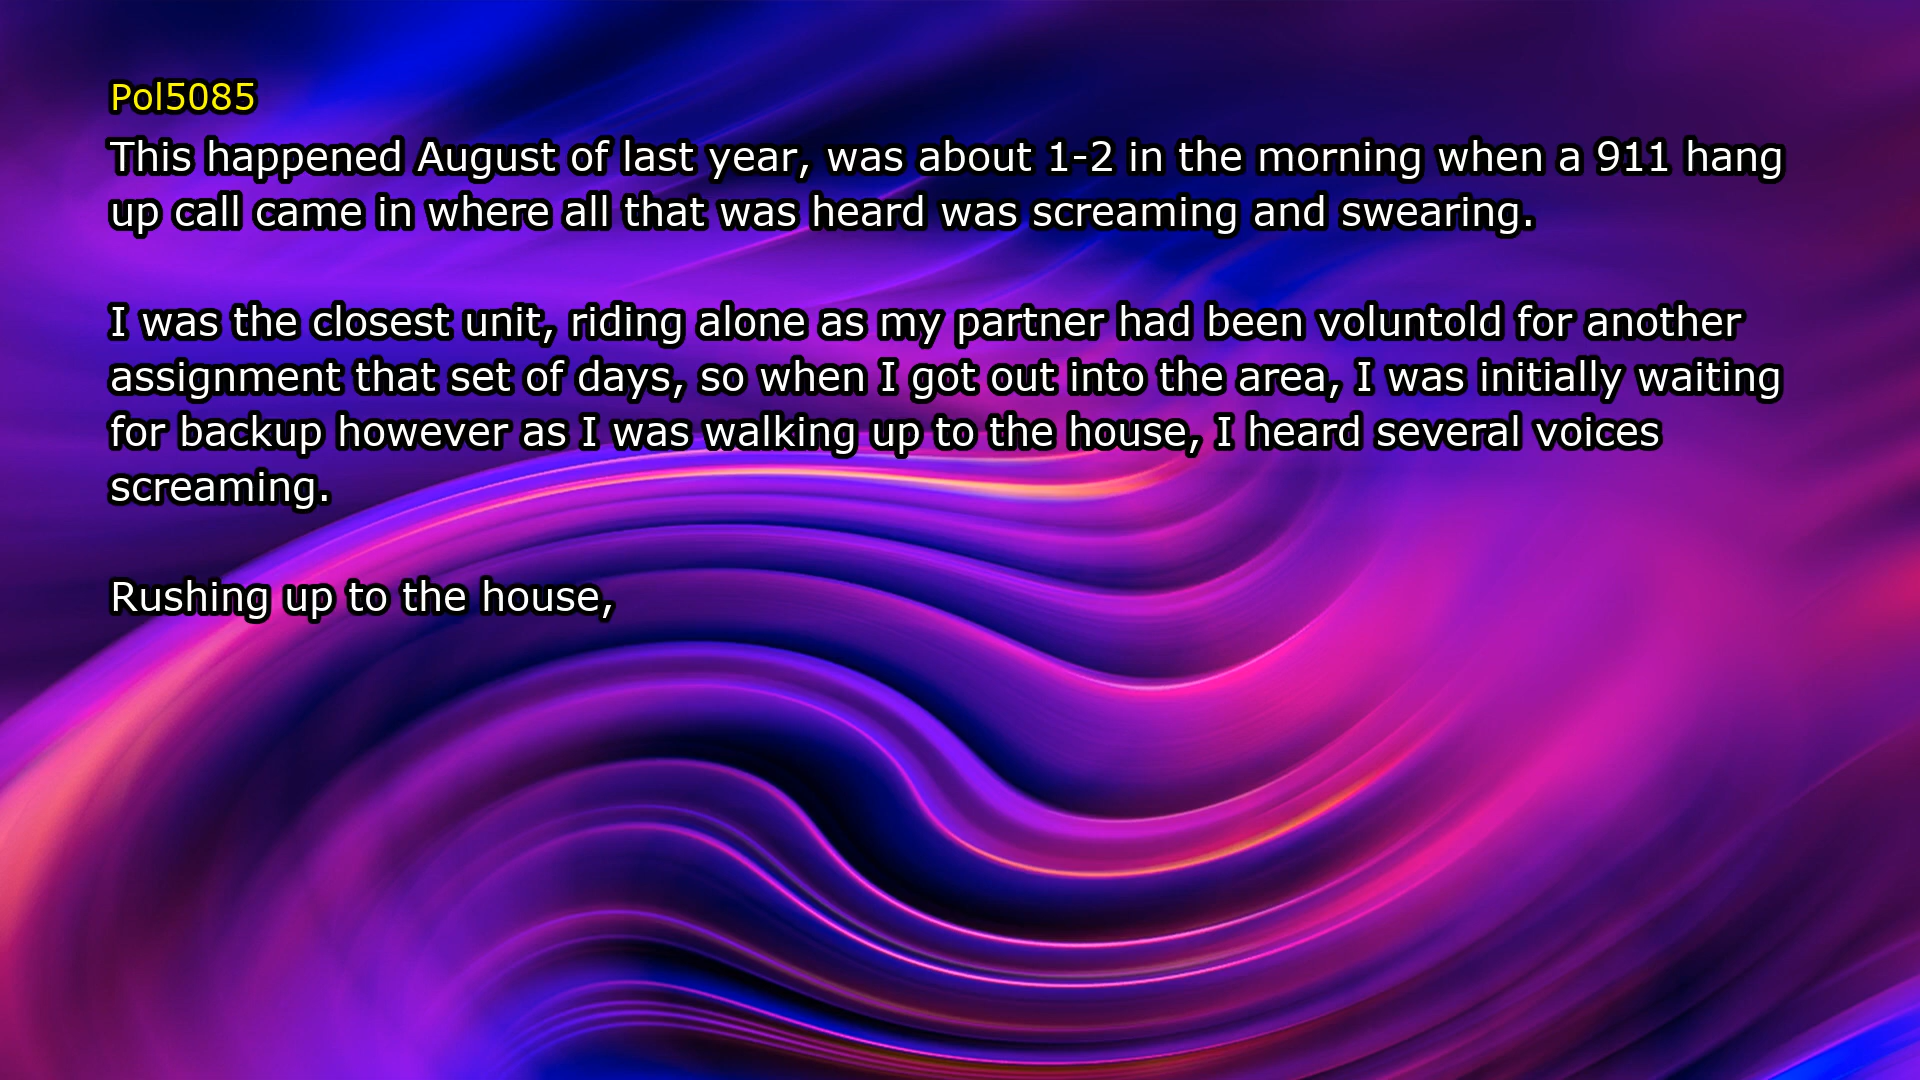 Pol5085
This happened August of last year, was about 1-2 in the morning when a 911 hang
up call came in where all that was heard was screaming and swearing.
I was the closest unit, riding alone as my partner had been voluntold for another
assignment that set of days, so when I got out into the area, I was initially waiting
for backup however as I was walking up to the house, I heard several voices
screaming.
Rushing up to the house,